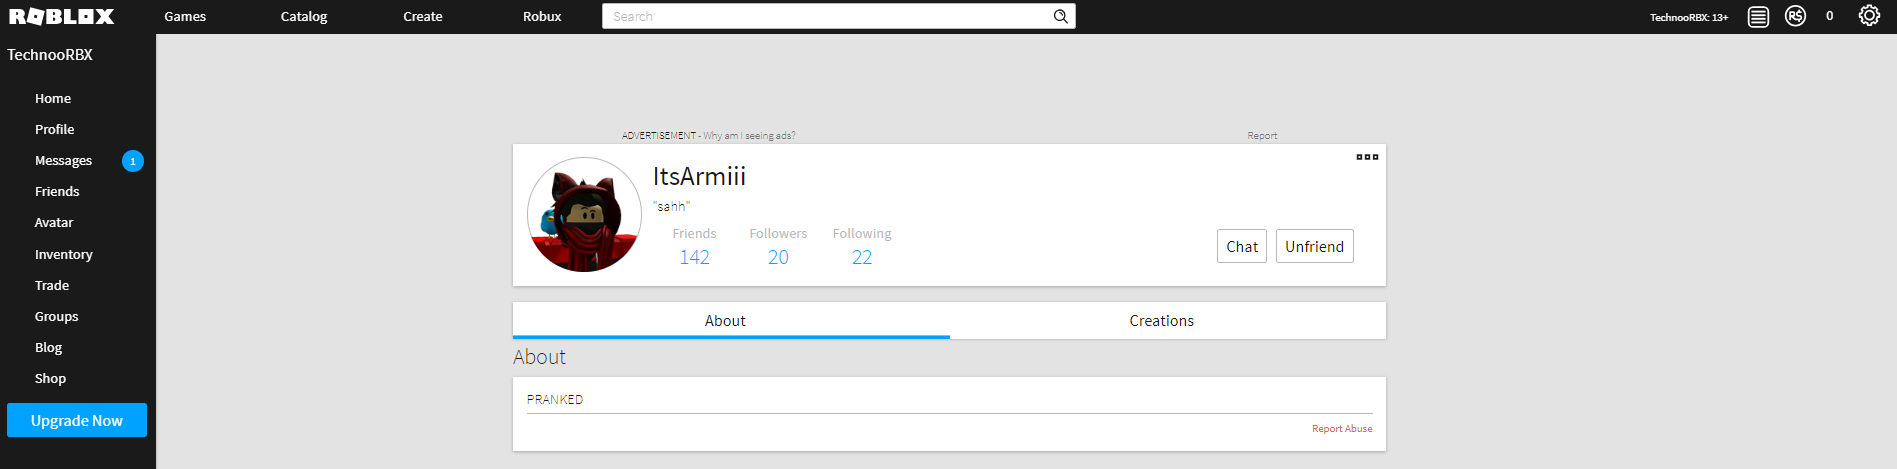 ROBLOX Games Catalog Create Robux Search TechnooRBX: 13+ R$ 0
TechnooRBX
Home
Profile
Messages 1
Friends
Avatar
Inventory
Trade
Groups
Blog
Shop
Upgrade Now
ADVERTISEMENT - Why am I seeing ads? Report
ItsArmiii
"sahh"
Friends Followers Following
142 20 22
Chat Unfriend
About Creations
About
PRANKED
Report Abuse